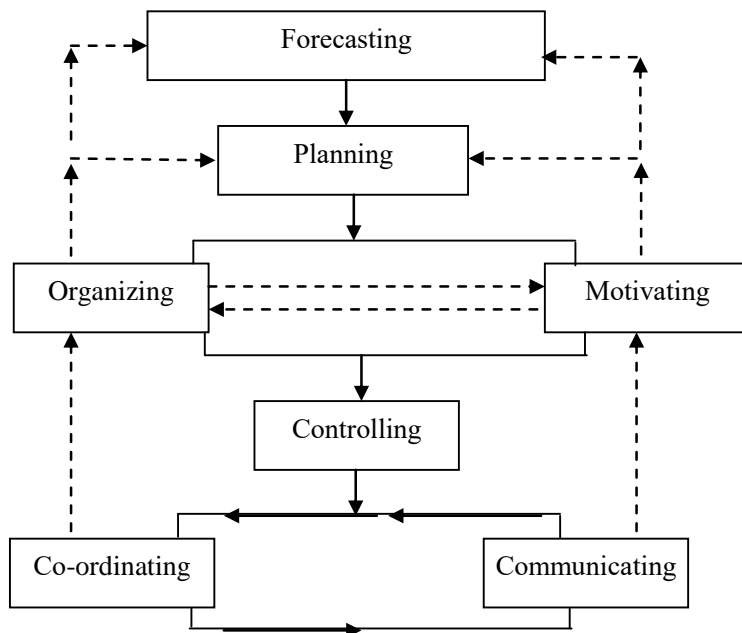 Forecasting
Planning
Organizing
Motivating
Controlling
Co-ordinating
Communicating